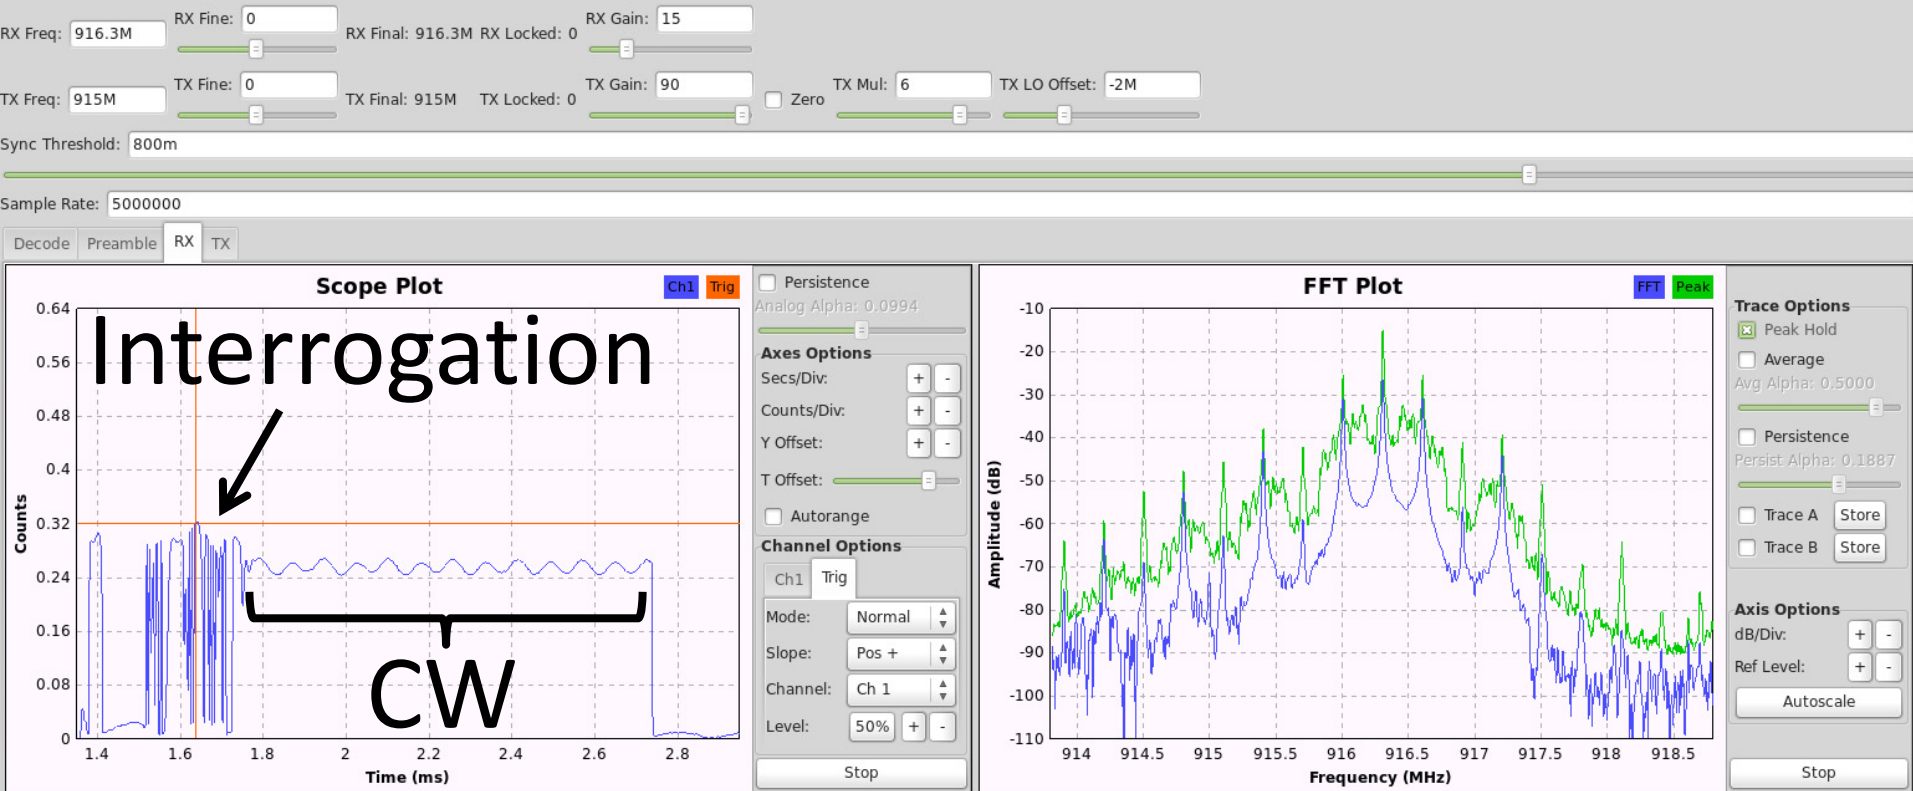 RX Freq: 916.3M RX Fine: 0 RX Final: 916.3M RX Locked: 0 RX Gain: 15
TX Freq: 915M TX Fine: 0 TX Final: 915M TX Locked: 0 TX Gain: 90 Zero TX Mul: 6 TX LO Offset: -2M
Sync Threshold: 800m
Sample Rate: 5000000
Decode Preamble RX TX
Scope Plot
Ch1 Trig
Interrogation
CW
0.64
0.56
0.48
0.4
0.32
0.24
0.16
0.08
0
Counts
1.4 1.6 1.8 2 2.2 2.4 2.6 2.8
Time (ms)
Persistence
Analog Alpha: 0.0994
Axes Options
Secs/Div: + -
Counts/Div: + -
Y Offset: + -
T Offset:
Autorange
Channel Options
Ch1 Trig
Mode: Normal
Slope: Pos +
Channel: Ch 1
Level: 50% + -
Stop
FFT Plot
FFT Peak
-10
-20
-30
-40
-50
-60
-70
-80
-90
-100
-110
Amplitude (dB)
914 914.5 915 915.5 916 916.5 917 917.5 918 918.5
Frequency (MHz)
Trace Options
Peak Hold
Average
Avg Alpha: 0.5000
Persistence
Persist Alpha: 0.1887
Trace A Store
Trace B Store
Axis Options
dB/Div: + -
Ref Level: + -
Autoscale
Stop